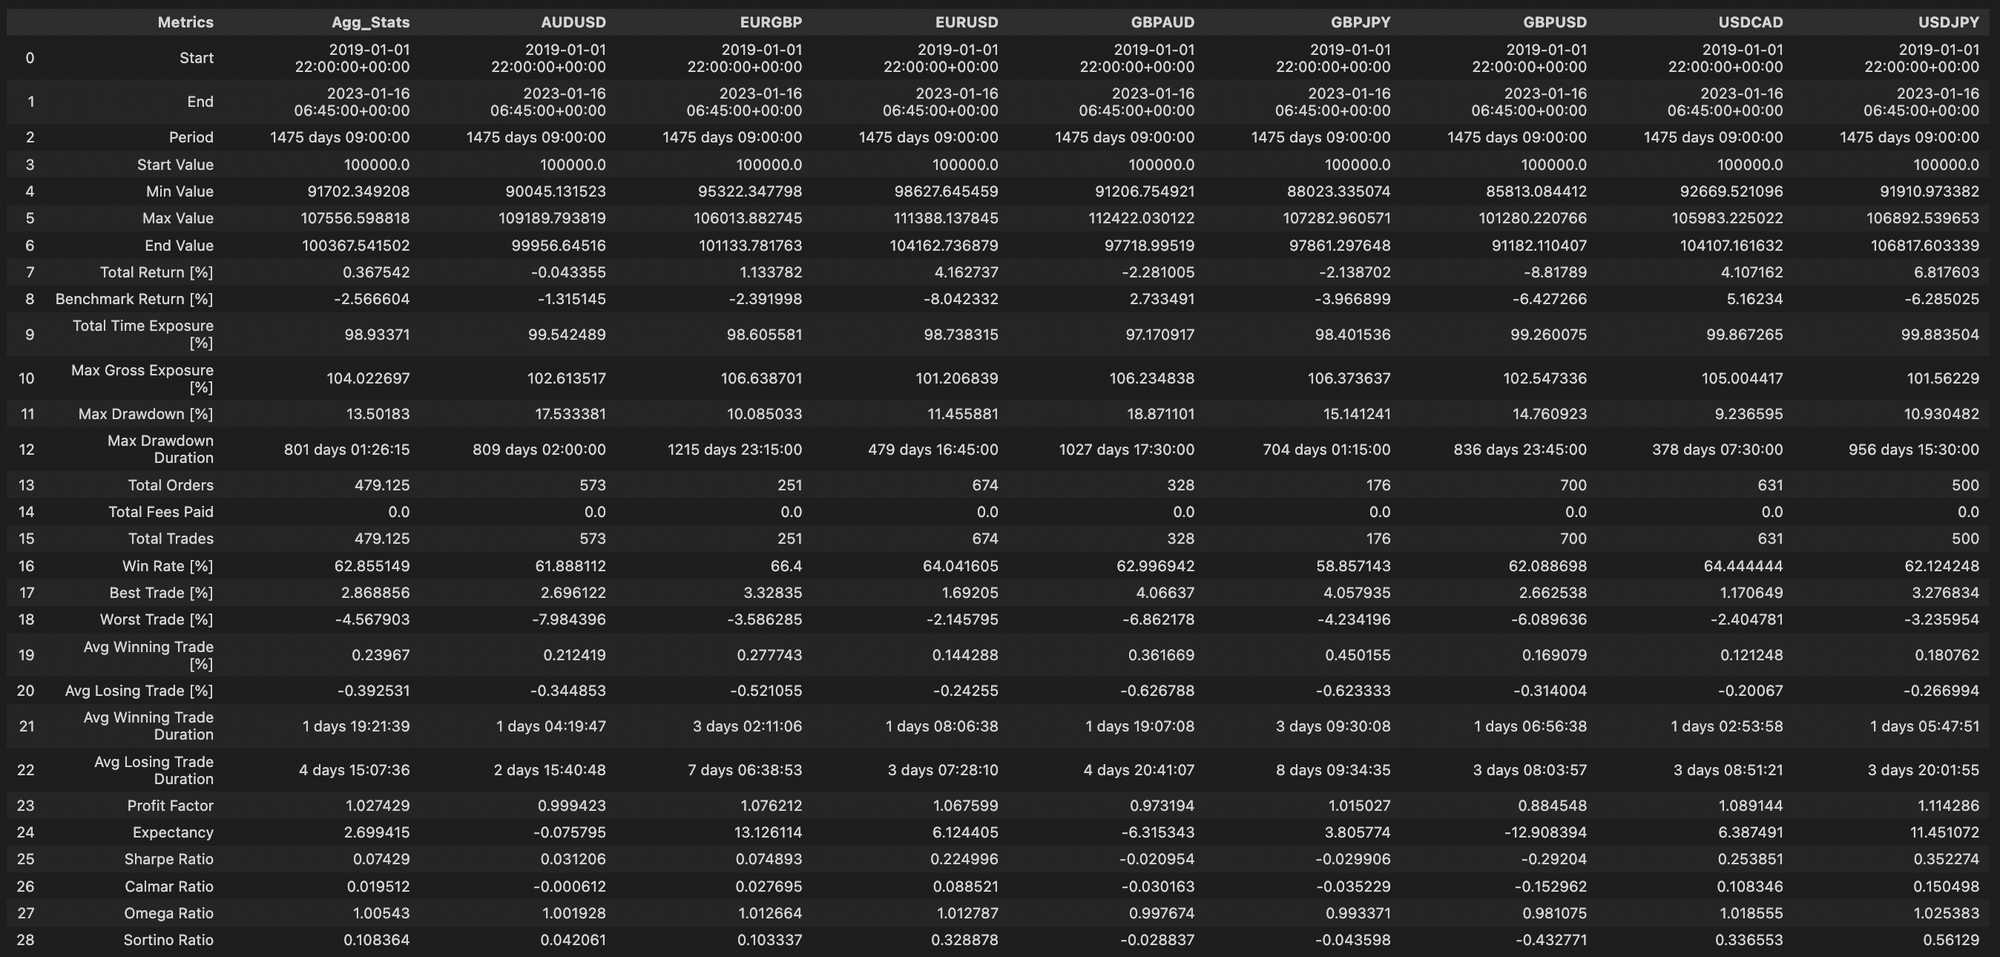 Metrics Agg_Stats AUDUSD EURGBP EURUSD GBPAUD GBPJPY GBPUSD USDCAD USDJPY
0 Start 2019-01-01 2019-01-01 2019-01-01 2019-01-01 2019-01-01 2019-01-01 2019-01-01 2019-01-01 2019-01-01
22:00:00+00:00 22:00:00+00:00 22:00:00+00:00 22:00:00+00:00 22:00:00+00:00 22:00:00+00:00 22:00:00+00:00 22:00:00+00:00 22:00:00+00:00
1 End 2023-01-16 2023-01-16 2023-01-16 2023-01-16 2023-01-16 2023-01-16 2023-01-16 2023-01-16 2023-01-16
06:45:00+00:00 06:45:00+00:00 06:45:00+00:00 06:45:00+00:00 06:45:00+00:00 06:45:00+00:00 06:45:00+00:00 06:45:00+00:00 06:45:00+00:00
2 Period 1475 days 09:00:00 1475 days 09:00:00 1475 days 09:00:00 1475 days 09:00:00 1475 days 09:00:00 1475 days 09:00:00 1475 days 09:00:00 1475 days 09:00:00 1475 days 09:00:00
3 Start Value 100000.0 100000.0 100000.0 100000.0 100000.0 100000.0 100000.0 100000.0 100000.0
4 Min Value 91702.349208 90045.131523 95322.347798 98627.645459 91206.754921 88023.335074 85813.084412 92669.521096 91910.973382
5 Max Value 107556.598818 109189.793819 106013.882745 111388.137845 112422.030122 107282.960571 101280.220766 105983.225022 106892.539653
6 End Value 100367.541502 99956.64516 101133.781763 104162.736879 97718.99519 97861.297648 91182.110407 104107.161632 106817.603339
7 Total Return [%] 0.367542 -0.043355 1.133782 4.162737 -2.281005 -2.138702 -8.81789 4.107162 6.817603
8 Benchmark Return [%] -2.566604 -1.315145 -2.391998 -8.042332 2.733491 -3.966899 -6.427266 5.16234 -6.285025
9 Total Time Exposure [%] 98.93371 99.542489 98.605581 98.738315 97.170917 98.401536 99.260075 99.867265 99.883504
10 Max Gross Exposure [%] 104.022697 102.613517 106.638701 101.206839 106.234838 106.373637 102.547336 105.004417 101.56229
11 Max Drawdown [%] 13.50183 17.533381 10.085033 11.455881 18.871101 15.141241 14.760923 9.236595 10.930482
12 Max Drawdown Duration 801 days 01:26:15 809 days 02:00:00 1215 days 23:15:00 479 days 16:45:00 1027 days 17:30:00 704 days 01:15:00 836 days 23:45:00 378 days 07:30:00 956 days 15:30:00
13 Total Orders 479.125 573 251 674 328 176 700 631 500
14 Total Fees Paid 0.0 0.0 0.0 0.0 0.0 0.0 0.0 0.0 0.0
15 Total Trades 479.125 573 251 674 328 176 700 631 500
16 Win Rate [%] 62.855149 61.888112 66.4 64.041605 62.996942 58.857143 62.088698 64.444444 62.124248
17 Best Trade [%] 2.868856 2.696122 3.32835 1.69205 4.06637 4.057935 2.662538 1.170649 3.276834
18 Worst Trade [%] -4.567903 -7.984396 -3.586285 -2.145795 -6.862178 -4.234196 -6.089636 -2.404781 -3.235954
19 Avg Winning Trade [%] 0.23967 0.212419 0.277743 0.144288 0.361669 0.450155 0.169079 0.121248 0.180762
20 Avg Losing Trade [%] -0.392531 -0.344853 -0.521055 -0.24255 -0.626788 -0.623333 -0.314004 -0.20067 -0.266994
21 Avg Winning Trade Duration 1 days 19:21:39 1 days 04:19:47 3 days 02:11:06 1 days 08:06:38 1 days 19:07:08 3 days 09:30:08 1 days 06:56:38 1 days 02:53:58 1 days 05:47:51
22 Avg Losing Trade Duration 4 days 15:07:36 2 days 15:40:48 7 days 06:38:53 3 days 07:28:10 4 days 20:41:07 8 days 09:34:35 3 days 08:03:57 3 days 08:51:21 3 days 20:01:55
23 Profit Factor 1.027429 0.999423 1.076212 1.067599 0.973194 1.015027 0.884548 1.089144 1.114286
24 Expectancy 2.699415 -0.075795 13.126114 6.124405 -6.315343 3.805774 -12.908394 6.387491 11.451072
25 Sharpe Ratio 0.07429 0.031206 0.074893 0.224996 -0.020954 -0.029906 -0.29204 0.253851 0.352274
26 Calmar Ratio 0.019512 -0.000612 0.027695 0.088521 -0.030163 -0.035229 -0.152962 0.108346 0.150498
27 Omega Ratio 1.00543 1.001928 1.012664 1.012787 0.997674 0.993371 0.981075 1.018555 1.025383
28 Sortino Ratio 0.108364 0.042061 0.103337 0.328878 -0.028837 -0.043598 -0.432771 0.336553 0.56129